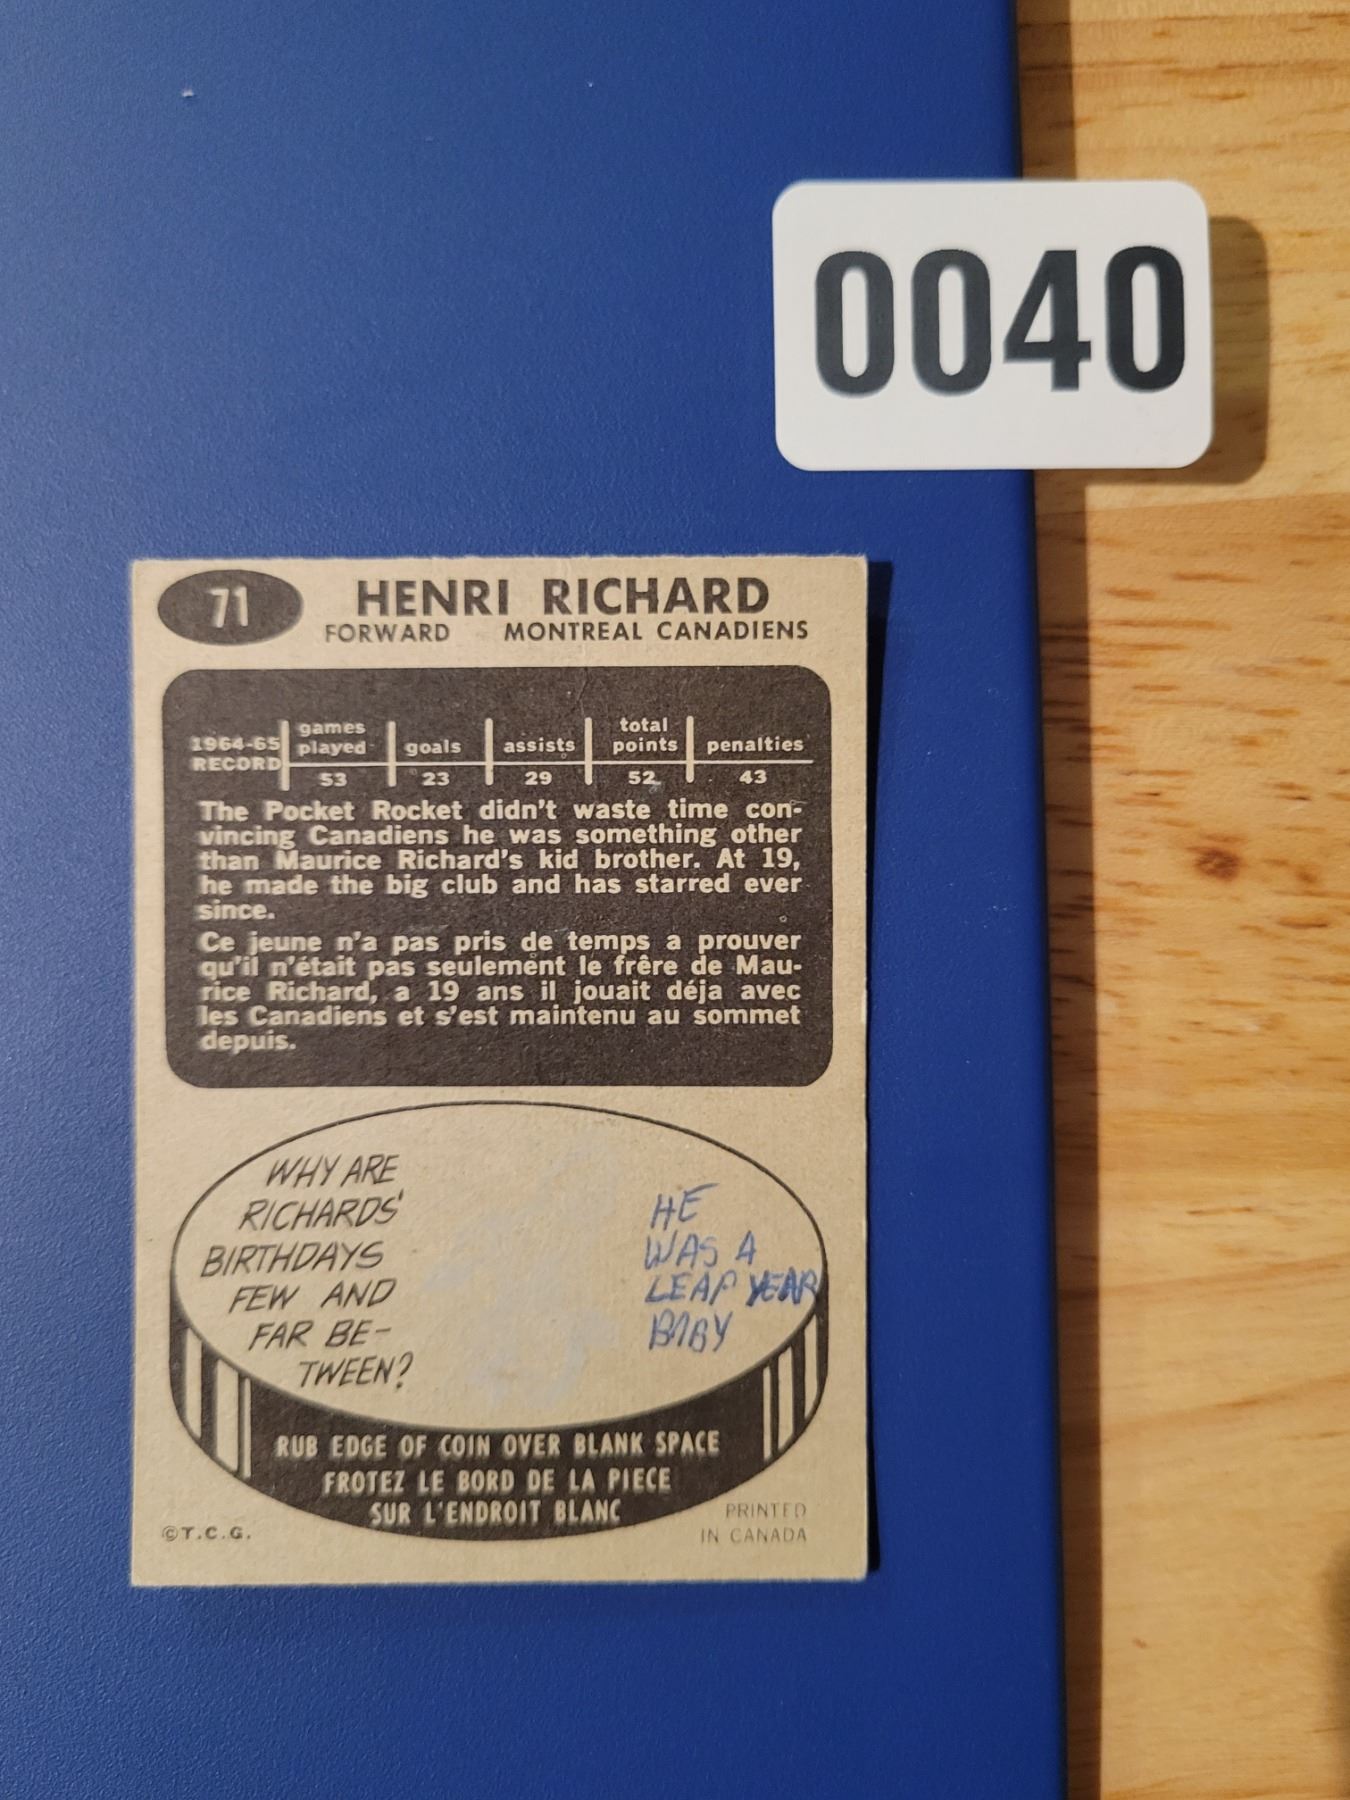 0040
71
HENRI RICHARD
FORWARD MONTREAL CANADIENS
1964-65 RECORD games played goals assists total points penalties
53 23 29 52 43
The Pocket Rocket didn't waste time con-
vincing Canadiens he was something other
than Maurice Richard's kid brother. At 19,
he made the big club and has starred ever
since.
Ce jeune n'a pas pris de temps a prouver
qu'il n'était pas seulement le frère de Mau-
rice Richard, a 19 ans il jouait déja avec
les Canadiens et s'est maintenu au sommet
depuis.
WHY ARE
RICHARDS'
BIRTHDAYS
FEW AND
FAR BE-
TWEEN?
HE
WAS A
LEAP YEAR
BABY
RUB EDGE OF COIN OVER BLANK SPACE
FROTEZ LE BORD DE LA PIECE
SUR L'ENDROIT BLANC
©T.C.G.
PRINTED
IN CANADA